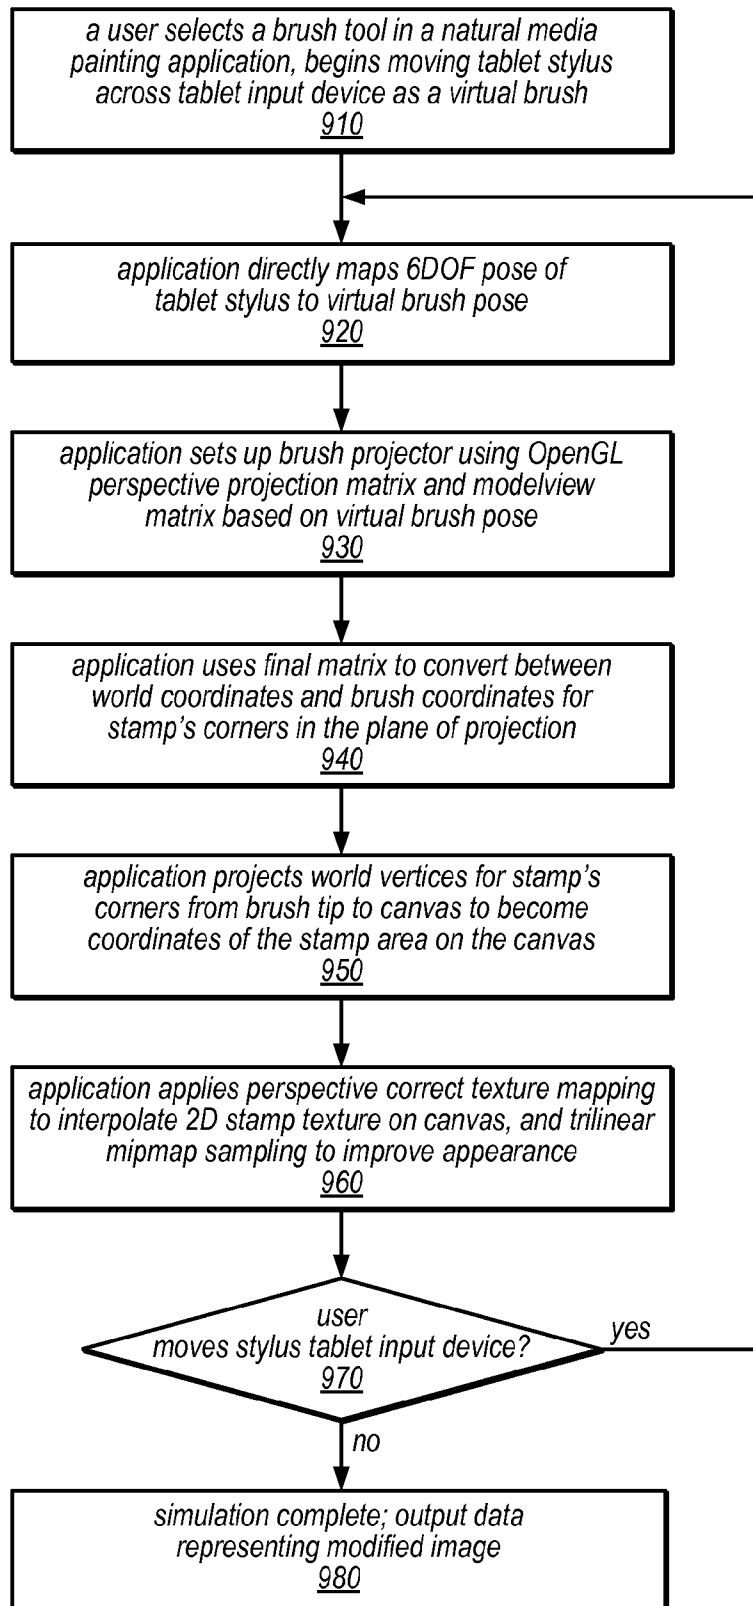 a user selects a brush tool in a natural media
painting application, begins moving tablet stylus
across tablet input device as a virtual brush
910
application directly maps 6DOF pose of
tablet stylus to virtual brush pose
920
application sets up brush projector using OpenGL
perspective projection matrix and modelview
matrix based on virtual brush pose
930
application uses final matrix to convert between
world coordinates and brush coordinates for
stamp's corners in the plane of projection
940
application projects world vertices for stamp's
corners from brush tip to canvas to become
coordinates of the stamp area on the canvas
950
application applies perspective correct texture mapping
to interpolate 2D stamp texture on canvas, and trilinear
mipmap sampling to improve appearance
960
user
moves stylus tablet input device?
970
yes
no
simulation complete; output data
representing modified image
980